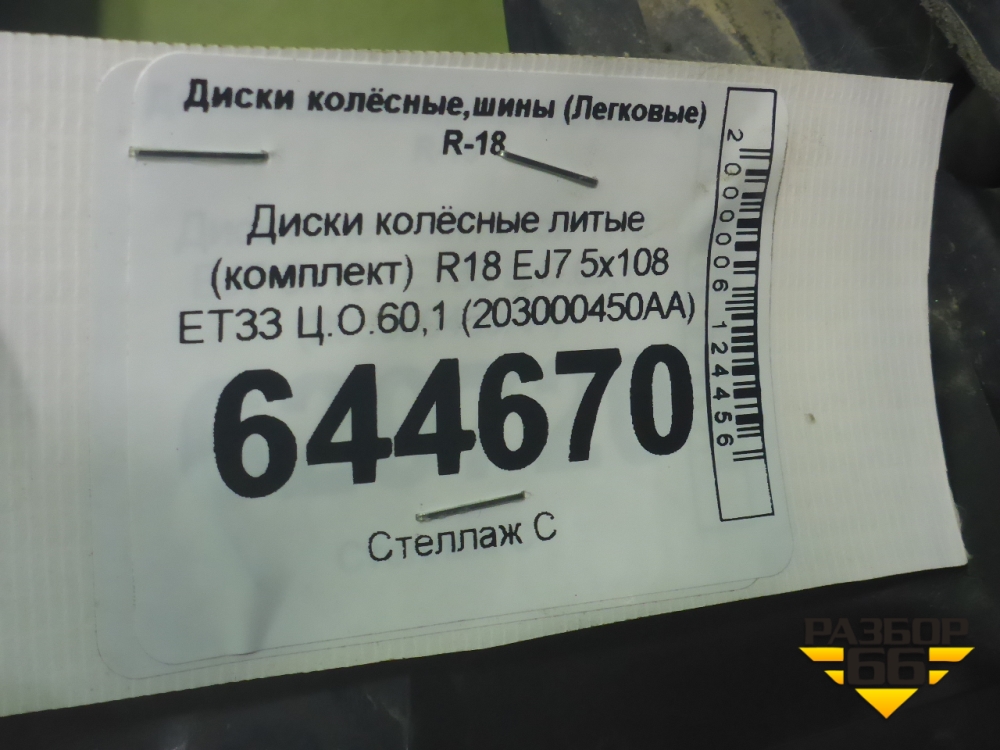 Диски колёсные,шины (Легковые)
R-18
Диски колёсные литые
(комплект) R18 EJ7 5x108
ET33 Ц.О.60,1 (203000450AA)
644670
Стеллаж С
2000006124456
РАЗБОР
66